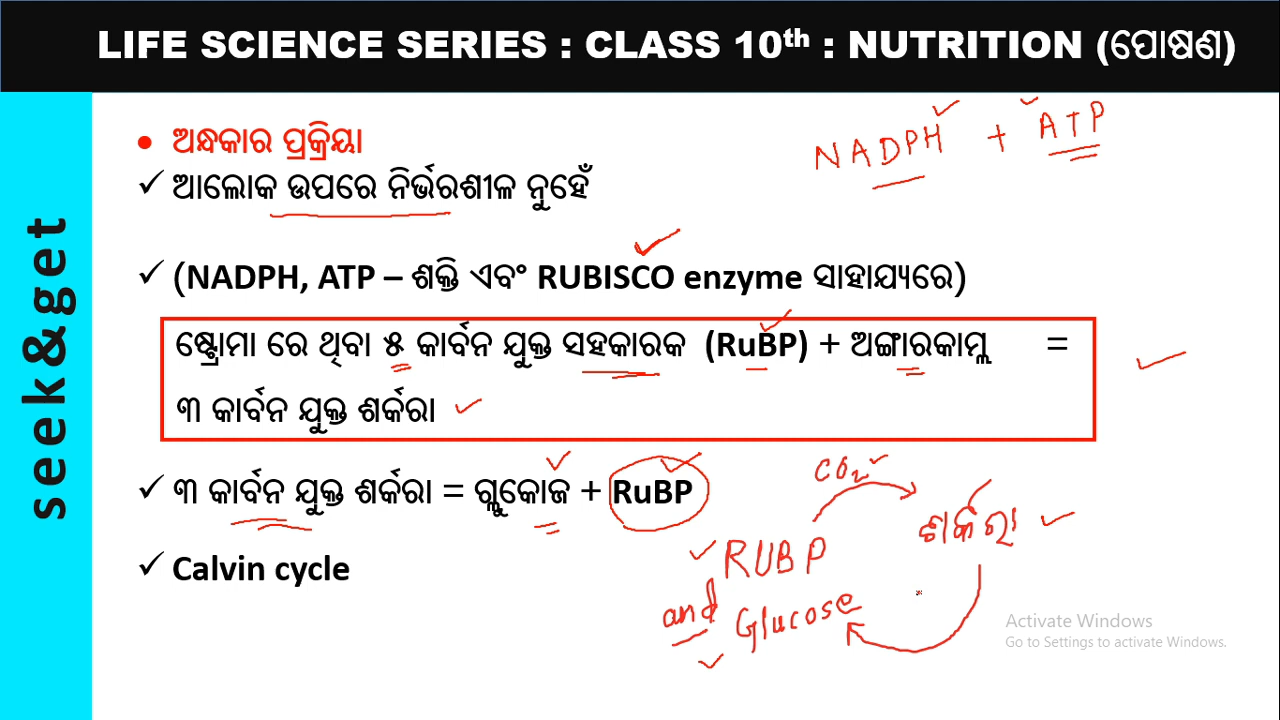 LIFE SCIENCE SERIES : CLASS 10th : NUTRITION (ପୋଷଣ)
seek&get
• ଅନ୍ଧକାର ପ୍ରକ୍ରିୟା
NADPH + ATP
✓ ଆଲୋକ ଉପରେ ନିର୍ଭରଶୀଳ ନୁହେଁ
✓ (NADPH, ATP – ଶକ୍ତି ଏବଂ RUBISCO enzyme ସାହାଯ୍ୟରେ)
ଷ୍ଟ୍ରୋମା ରେ ଥିବା ୫ କାର୍ବନ ଯୁକ୍ତ ସହକାରକ (RuBP) + ଅଙ୍ଗାରକାମ୍ଳ =
୩ କାର୍ବନ ଯୁକ୍ତ ଶର୍କରା
✓ ୩ କାର୍ବନ ଯୁକ୍ତ ଶର୍କରା = ଗ୍ଲୁକୋଜ + RuBP
CO2
ଶର୍କରା
RUBP
✓ Calvin cycle
and Glucose
Activate Windows
Go to Settings to activate Windows.